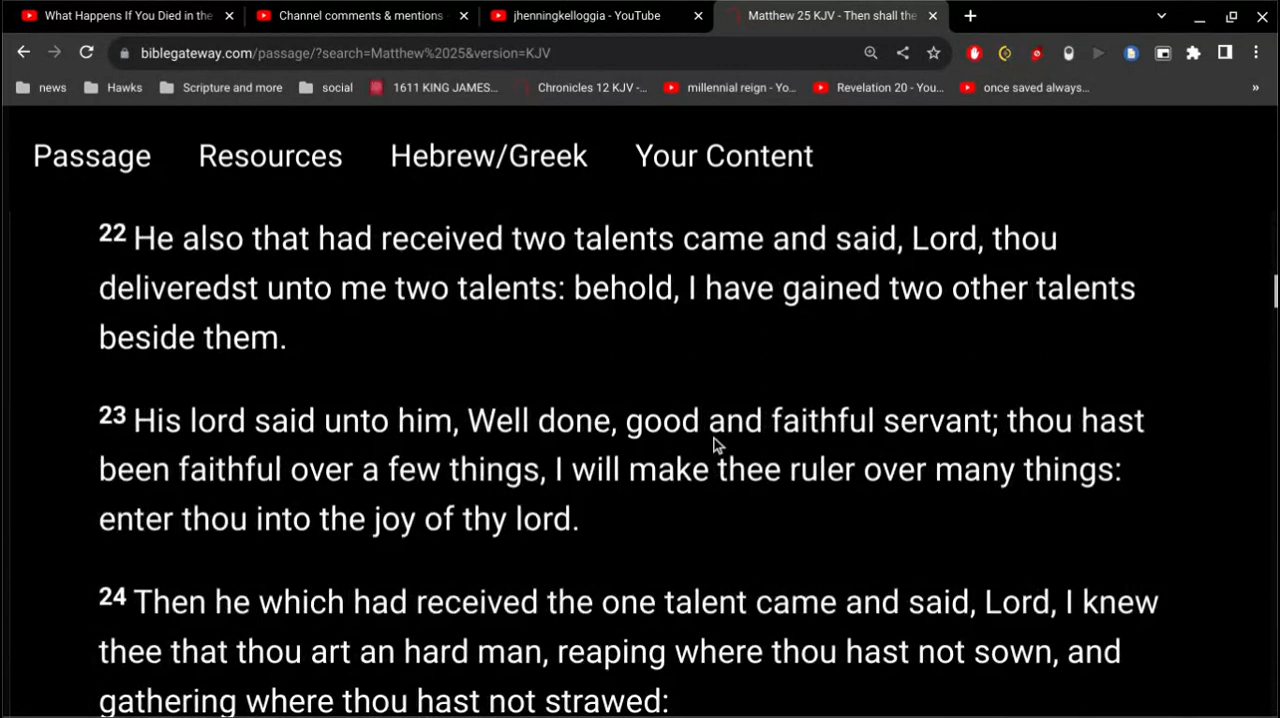 What Happens If You Died in the
Channel comments & mentions -
jhenningkelloggia - YouTube
Matthew 25 KJV - Then shall the
biblegateway.com/passage/?search=Matthew%2025&version=KJV
news
Hawks
Scripture and more
social
1611 KING JAMES...
Chronicles 12 KJV -...
millennial reign - Yo...
Revelation 20 - You...
once saved always...
Passage
Resources
Hebrew/Greek
Your Content
22 He also that had received two talents came and said, Lord, thou
deliveredst unto me two talents: behold, I have gained two other talents
beside them.
23 His lord said unto him, Well done, good and faithful servant; thou hast
been faithful over a few things, I will make thee ruler over many things:
enter thou into the joy of thy lord.
24 Then he which had received the one talent came and said, Lord, I knew
thee that thou art an hard man, reaping where thou hast not sown, and
gathering where thou hast not strawed: